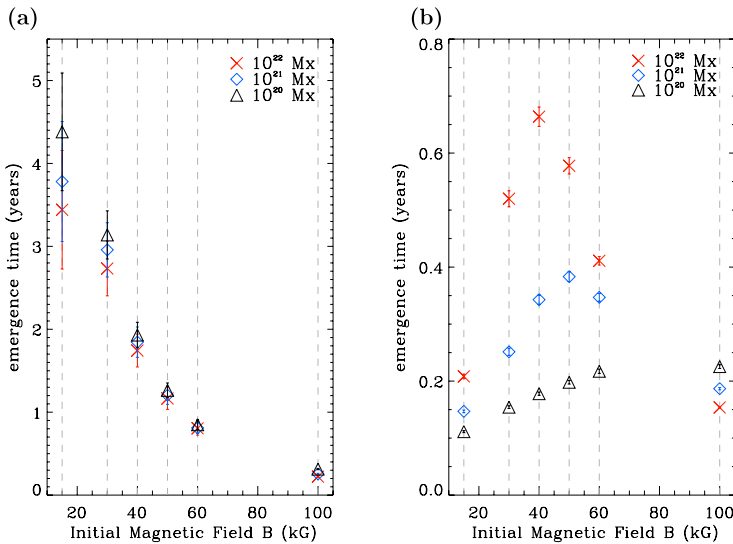 (a)
(b)
10²² Mx
10²¹ Mx
10²⁰ Mx
5
4
3
2
1
0
emergence time (years)
20 40 60 80 100
Initial Magnetic Field B (kG)
10²² Mx
10²¹ Mx
10²⁰ Mx
0.8
0.6
0.4
0.2
0.0
emergence time (years)
20 40 60 80 100
Initial Magnetic Field B (kG)